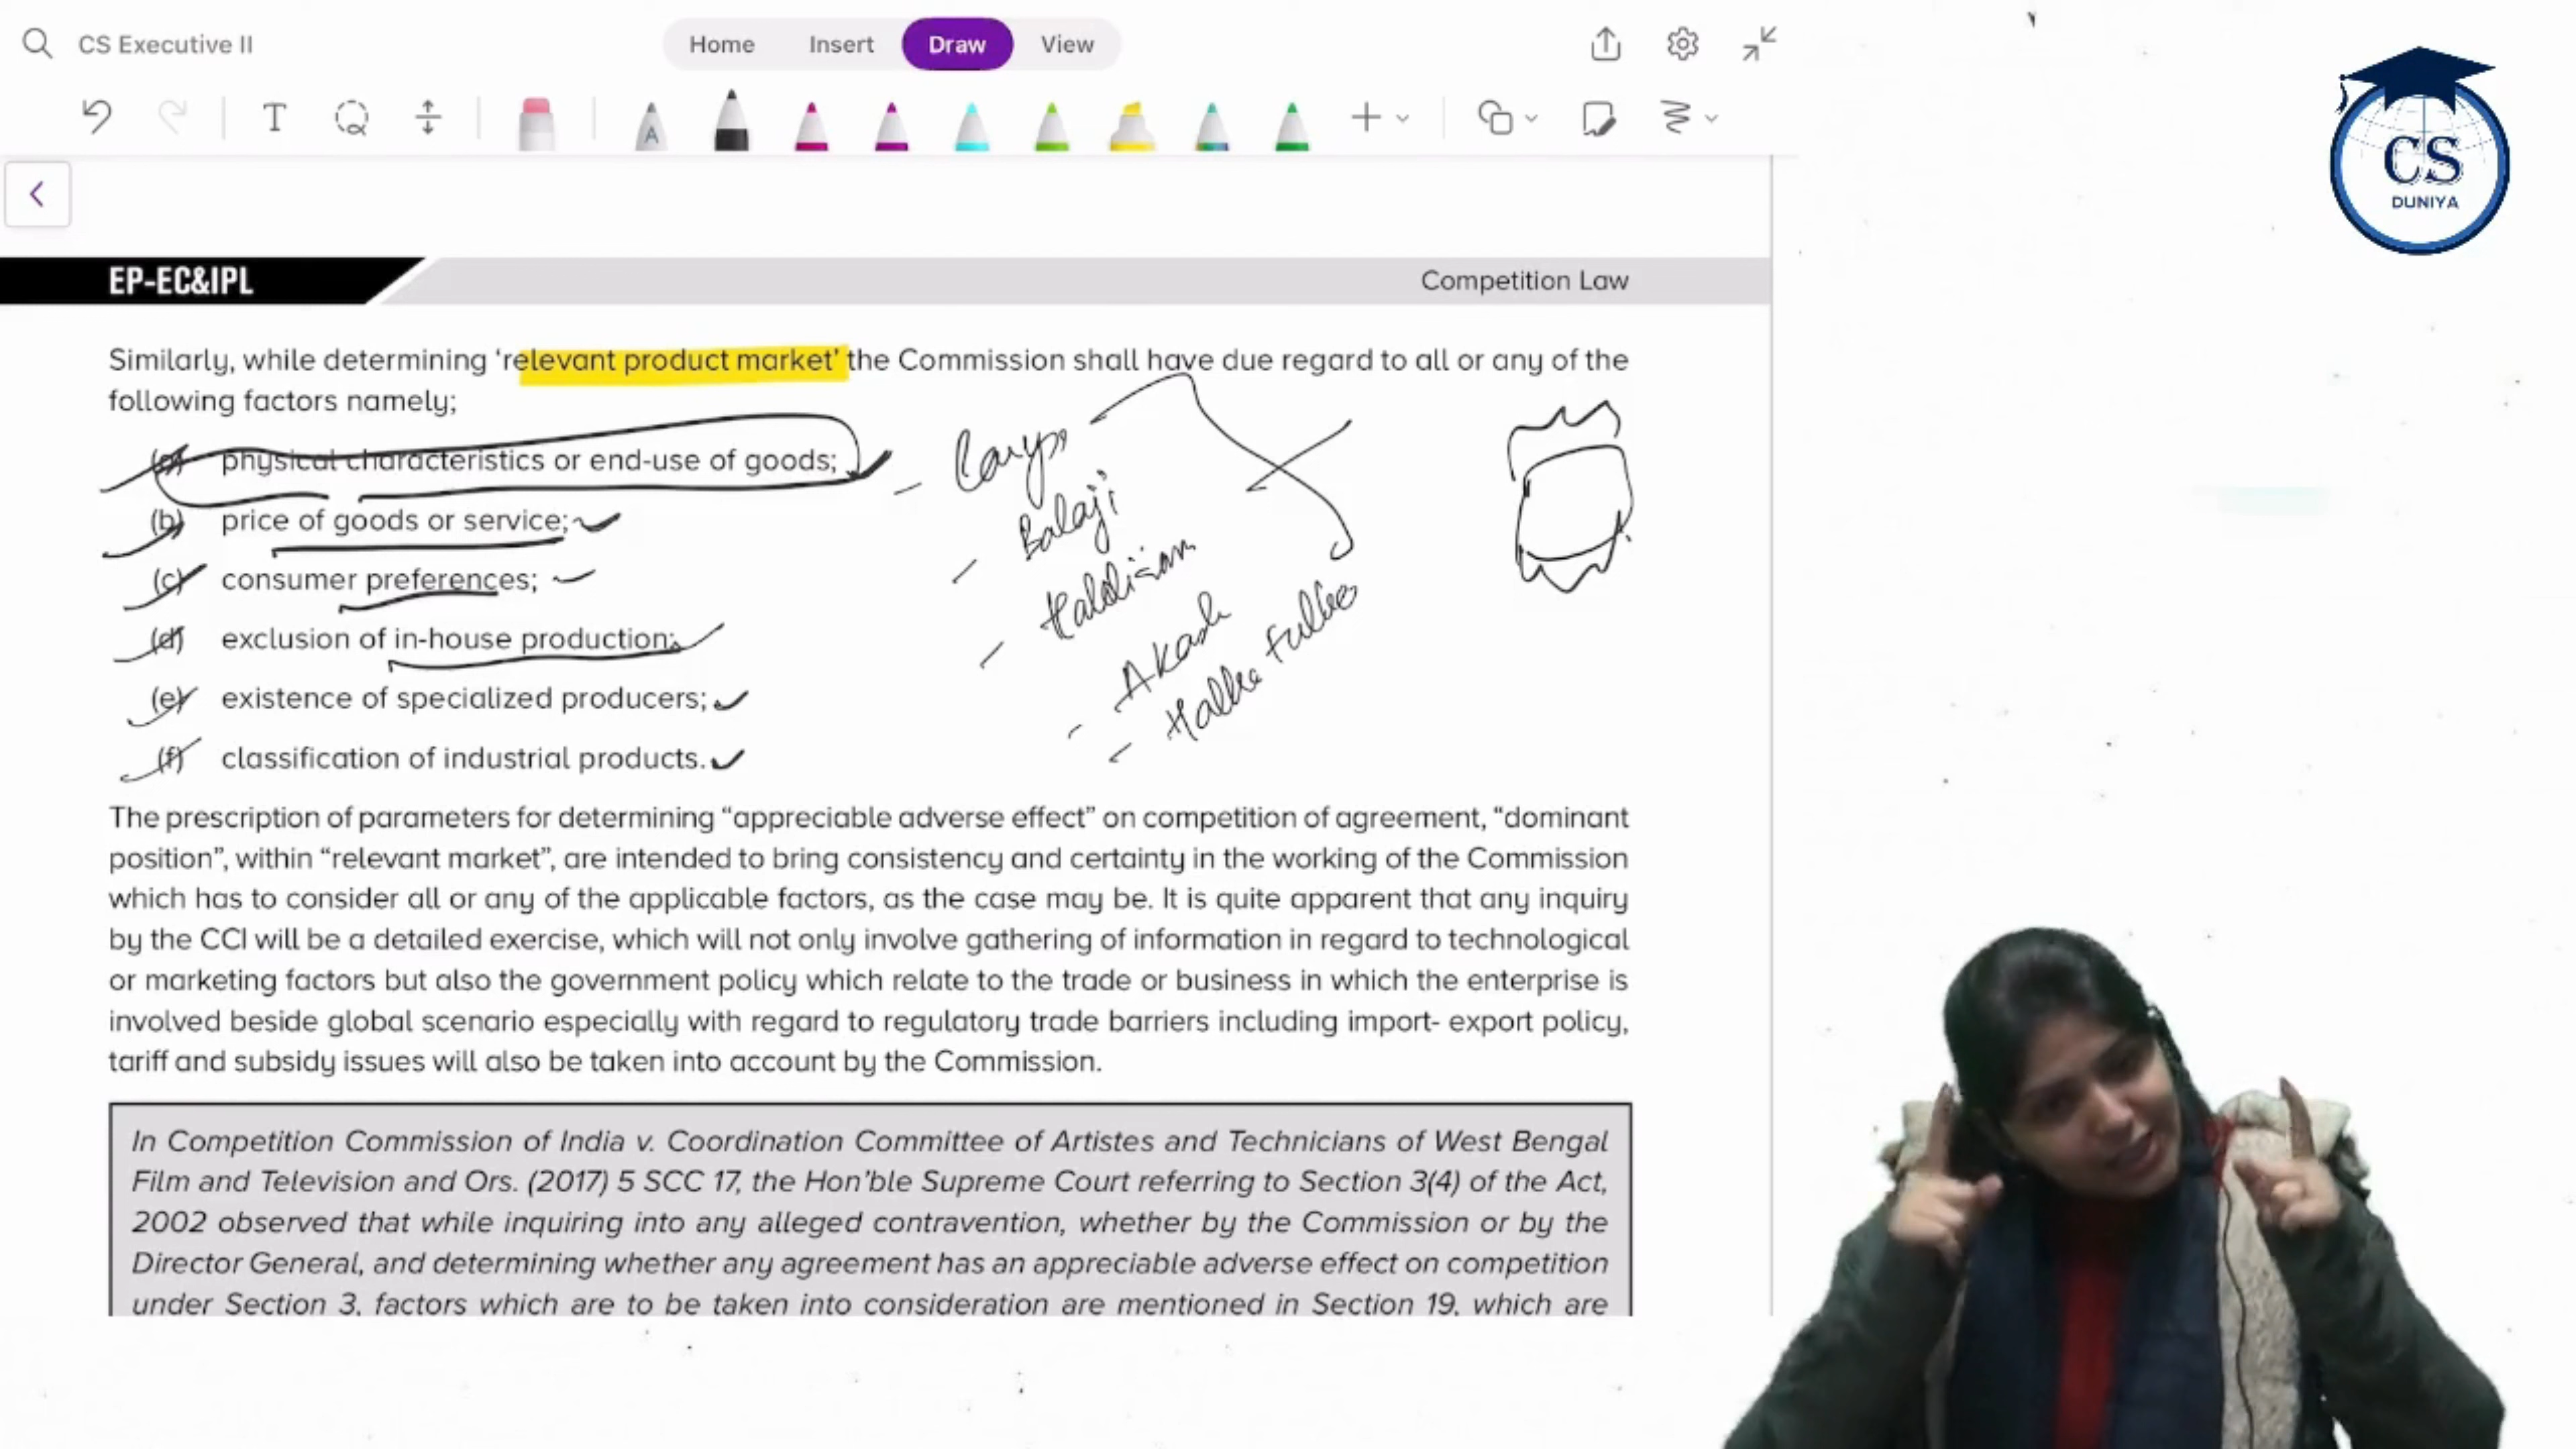 CS Executive II
Home Insert Draw View
CS
DUNIYA
T
A
EP-EC&IPL
Competition Law
Similarly, while determining ‘relevant product market’ the Commission shall have due regard to all or any of the
following factors namely;
(a) physical characteristics or end-use of goods;
(b) price of goods or service;
(c) consumer preferences;
(d) exclusion of in-house production;
(e) existence of specialized producers;
(f) classification of industrial products.
Lays
Balaji
Haldiram
Akash
Halke fulke
The prescription of parameters for determining “appreciable adverse effect” on competition of agreement, “dominant
position”, within “relevant market”, are intended to bring consistency and certainty in the working of the Commission
which has to consider all or any of the applicable factors, as the case may be. It is quite apparent that any inquiry
by the CCI will be a detailed exercise, which will not only involve gathering of information in regard to technological
or marketing factors but also the government policy which relate to the trade or business in which the enterprise is
involved beside global scenario especially with regard to regulatory trade barriers including import- export policy,
tariff and subsidy issues will also be taken into account by the Commission.
In Competition Commission of India v. Coordination Committee of Artistes and Technicians of West Bengal
Film and Television and Ors. (2017) 5 SCC 17, the Hon’ble Supreme Court referring to Section 3(4) of the Act,
2002 observed that while inquiring into any alleged contravention, whether by the Commission or by the
Director General, and determining whether any agreement has an appreciable adverse effect on competition
under Section 3, factors which are to be taken into consideration are mentioned in Section 19, which are